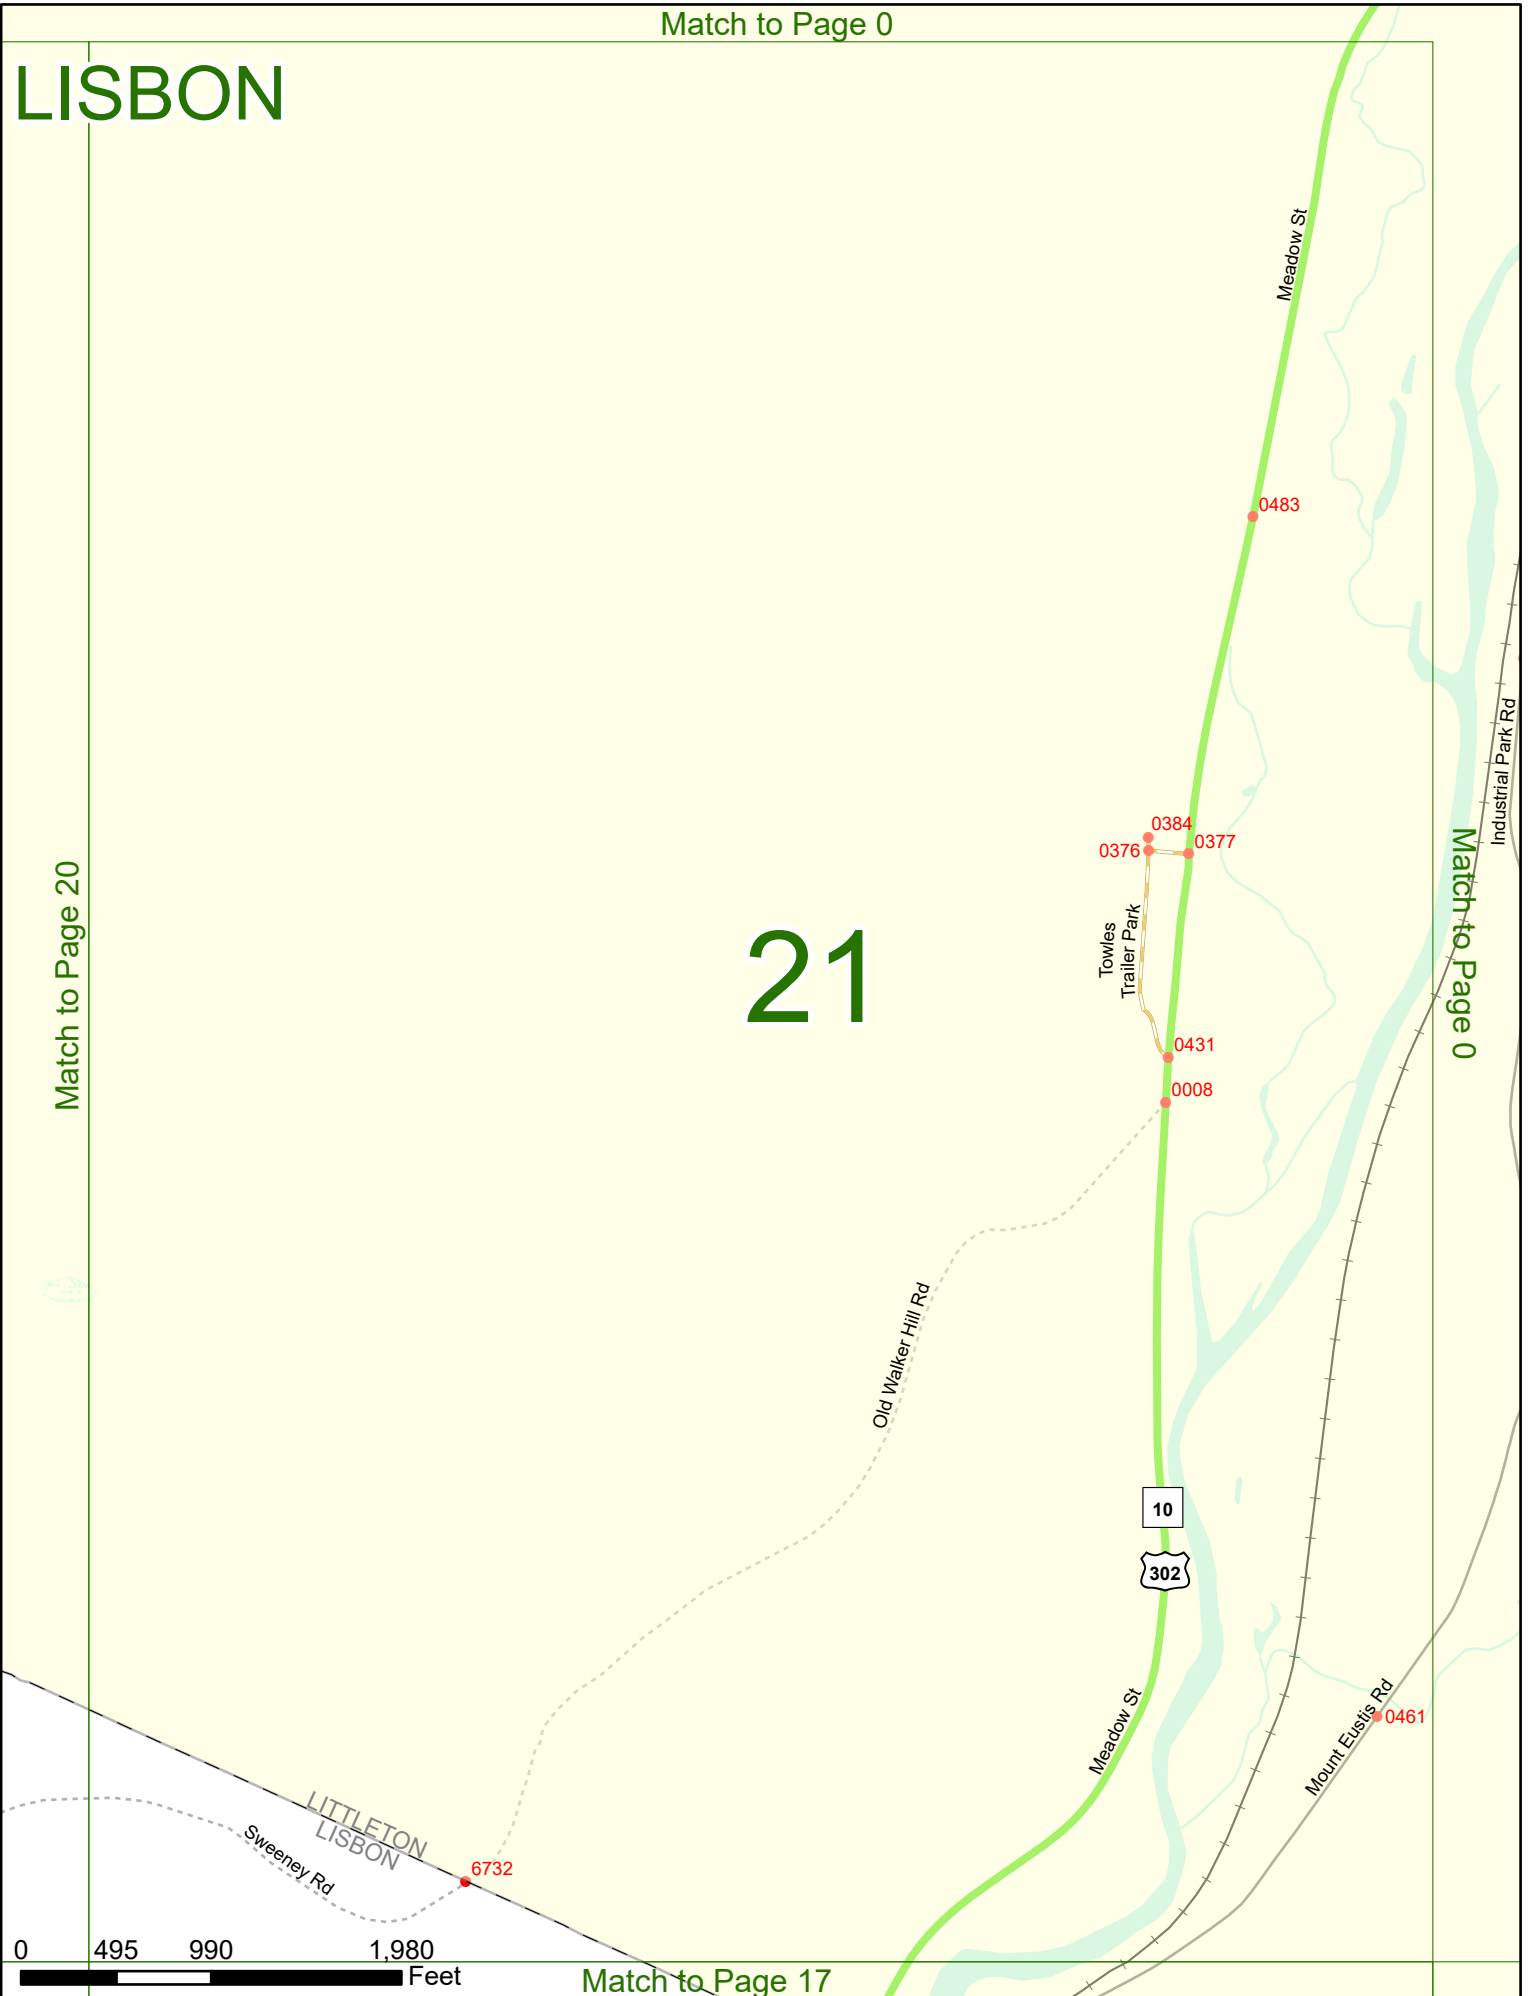 Match to Page 0
LISBON
Meadow St
0483
Industrial Park Rd
0384
0376
0377
Match to Page 20
21
Towles
Trailer Park
Match to Page 0
0431
0008
Old Walker Hill Rd
10
302
Meadow St
Mount Eustis Rd
0461
LITTLETON
LISBON
Sweeney Rd
6732
0 495 990 1,980
Feet
Match to Page 17